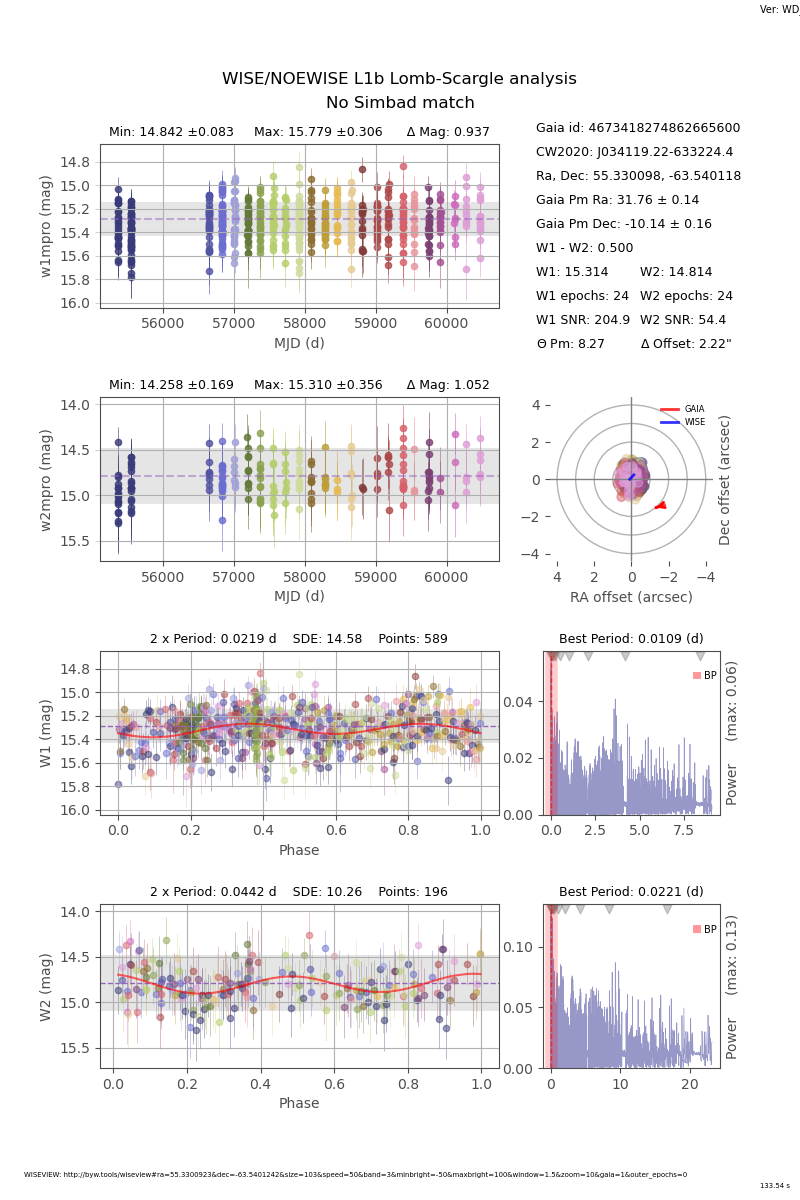 Ver: WD_
WISE/NOEWISE L1b Lomb-Scargle analysis
No Simbad match
Min: 14.842 ±0.083 Max: 15.779 ±0.306 Δ Mag: 0.937
14.8
15.0
15.2
15.4
15.6
15.8
16.0
w1mpro (mag)
56000 57000 58000 59000 60000
MJD (d)
Gaia id: 4673418274862665600
CW2020: J034119.22-633224.4
Ra, Dec: 55.330098, -63.540118
Gaia Pm Ra: 31.76 ± 0.14
Gaia Pm Dec: -10.14 ± 0.16
W1 - W2: 0.500
W1: 15.314 W2: 14.814
W1 epochs: 24 W2 epochs: 24
W1 SNR: 204.9 W2 SNR: 54.4
Θ Pm: 8.27 Δ Offset: 2.22"
Min: 14.258 ±0.169 Max: 15.310 ±0.356 Δ Mag: 1.052
14.0
14.5
15.0
15.5
w2mpro (mag)
56000 57000 58000 59000 60000
MJD (d)
GAIA
WISE
4
2
0
−2
−4
4 2 0 −2 −4
RA offset (arcsec)
Dec offset (arcsec)
2 x Period: 0.0219 d SDE: 14.58 Points: 589
14.8
15.0
15.2
15.4
15.6
15.8
16.0
W1 (mag)
0.0 0.2 0.4 0.6 0.8 1.0
Phase
Best Period: 0.0109 (d)
BP
0.04
0.02
0.00
0.0 2.5 5.0 7.5
Power (max: 0.06)
2 x Period: 0.0442 d SDE: 10.26 Points: 196
14.0
14.5
15.0
15.5
W2 (mag)
0.0 0.2 0.4 0.6 0.8 1.0
Phase
Best Period: 0.0221 (d)
BP
0.10
0.05
0.00
0 10 20
Power (max: 0.13)
WISEVIEW: http://byw.tools/wiseview#ra=55.3300923&dec=-63.5401242&size=103&speed=50&band=3&minbright=-50&maxbright=100&window=1.5&zoom=10&gaia=1&outer_epochs=0
133.54 s